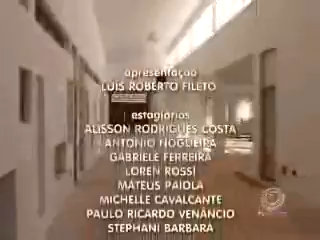 apresentação
LUIS ROBERTO FILETO
estagiários
ALISSON RODRIGUES COSTA
ANTONIO NOGUEIRA
GABRIELE FERREIRA
LOREN ROSSI
MATEUS PAIOLA
MICHELLE CAVALCANTE
PAULO RICARDO VENÂNCIO
STEPHANI BARBARÁ